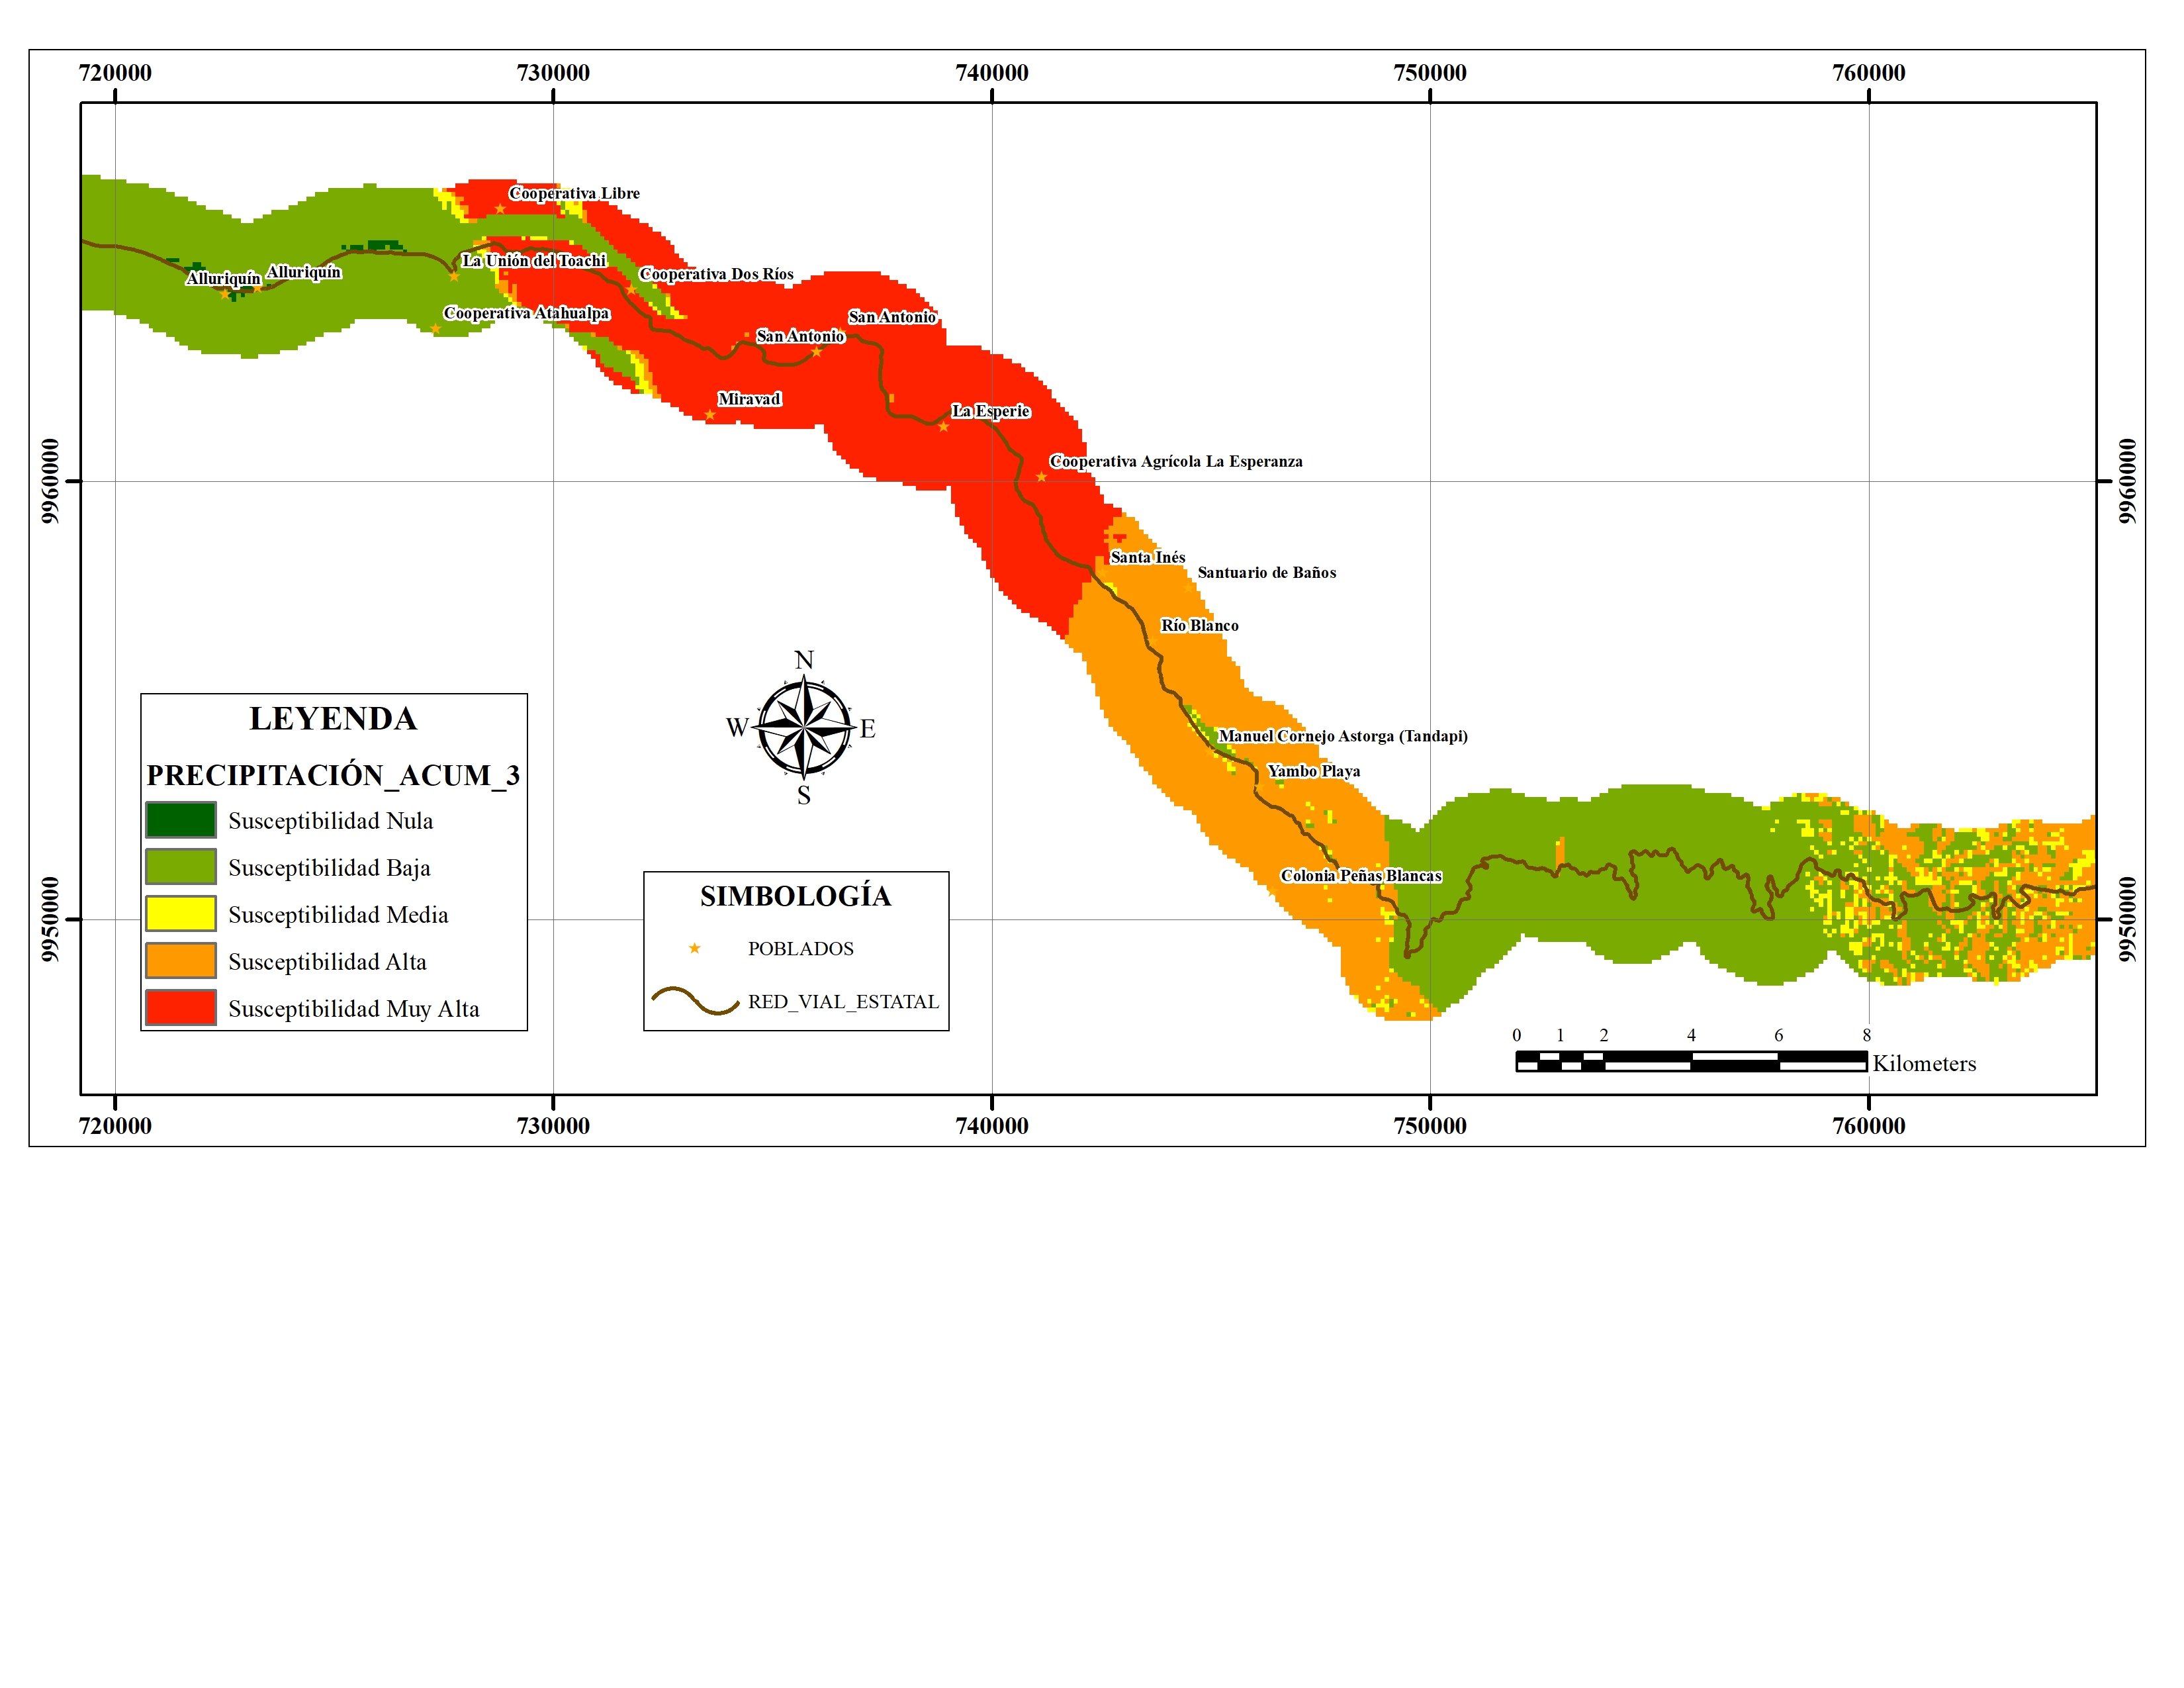 720000 730000 740000 750000 760000
Cooperativa Libre
La Unión del Toachi
Alluriquín
Alluriquín
Cooperativa Dos Ríos
Cooperativa Atahualpa
San Antonio
San Antonio
Miravad
La Esperie
Cooperativa Agrícola La Esperanza
9960000
9960000
Santa Inés
Santuario de Baños
Río Blanco
Manuel Cornejo Astorga (Tandapi)
Yambo Playa
Colonia Peñas Blancas
N
W
E
S
LEYENDA
PRECIPITACIÓN_ACUM_3
Susceptibilidad Nula
Susceptibilidad Baja
Susceptibilidad Media
Susceptibilidad Alta
Susceptibilidad Muy Alta
SIMBOLOGÍA
POBLADOS
RED_VIAL_ESTATAL
9950000
9950000
0 1 2 4 6 8
Kilometers
720000 730000 740000 750000 760000